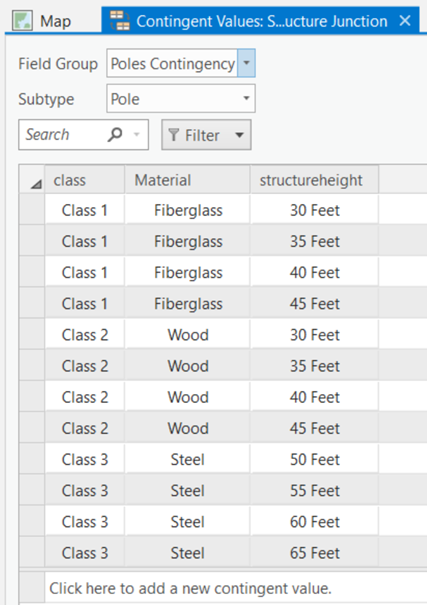 Map Contingent Values: S...ucture Junction
Field Group Poles Contingency
Subtype Pole
Search Filter
class Material structureheight
Class 1 Fiberglass 30 Feet
Class 1 Fiberglass 35 Feet
Class 1 Fiberglass 40 Feet
Class 1 Fiberglass 45 Feet
Class 2 Wood 30 Feet
Class 2 Wood 35 Feet
Class 2 Wood 40 Feet
Class 2 Wood 45 Feet
Class 3 Steel 50 Feet
Class 3 Steel 55 Feet
Class 3 Steel 60 Feet
Class 3 Steel 65 Feet
Click here to add a new contingent value.